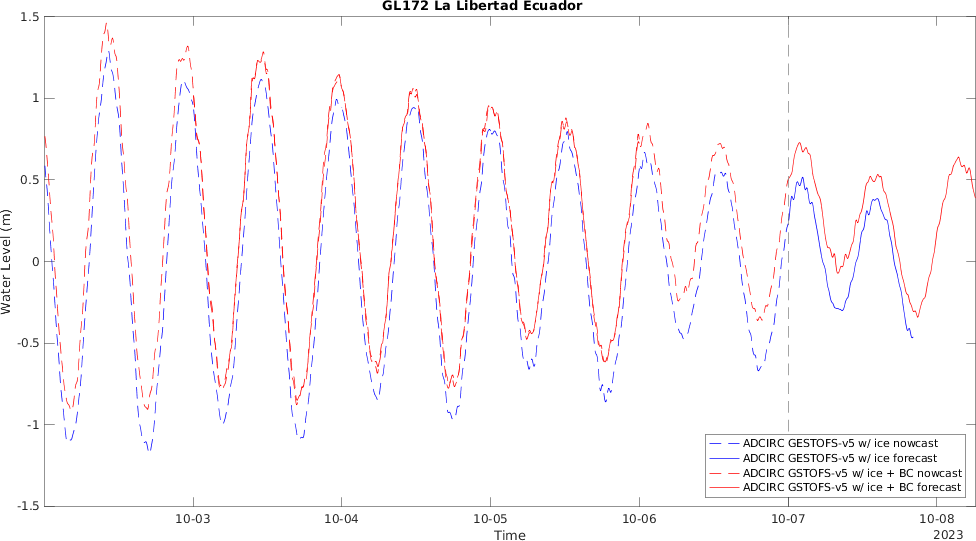 GL172 La Libertad Ecuador
1.5
1
0.5
0
-0.5
-1
-1.5
Water Level (m)
10-03 10-04 10-05 10-06 10-07 10-08
Time
2023
ADCIRC GESTOFS-v5 w/ ice nowcast
ADCIRC GESTOFS-v5 w/ ice forecast
ADCIRC GSTOFS-v5 w/ ice + BC nowcast
ADCIRC GSTOFS-v5 w/ ice + BC forecast